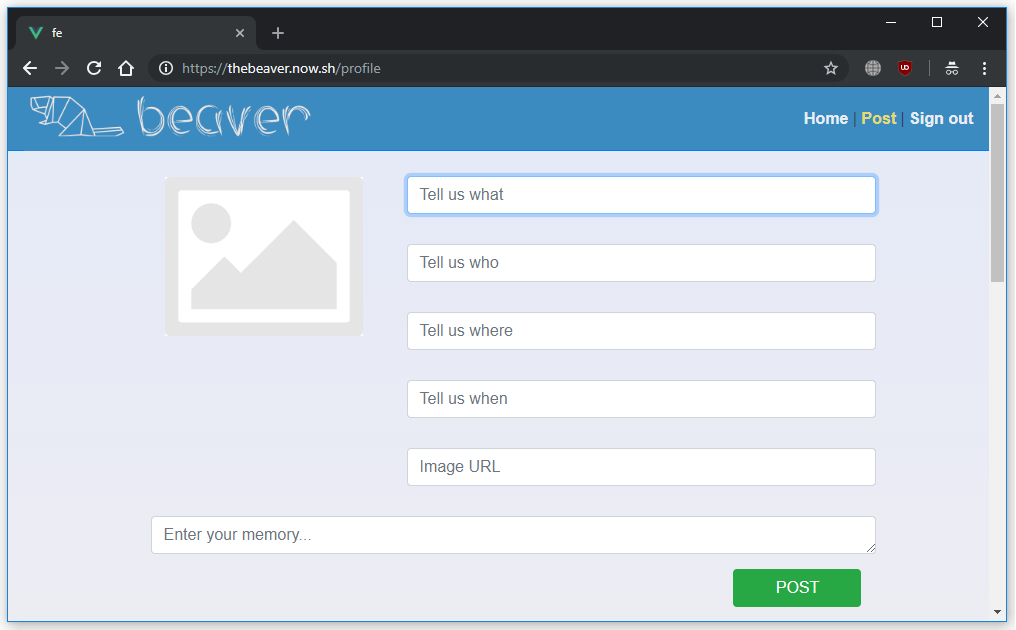 fe
https://thebeaver.now.sh/profile
UD
beaver
Home | Post | Sign out
Tell us what
Tell us who
Tell us where
Tell us when
Image URL
Enter your memory...
POST